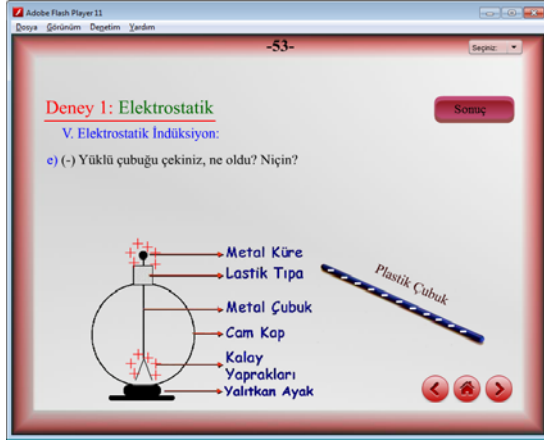 Adobe Flash Player 11
Dosya Görünüm Denetim Yardım
-53-
Seçiniz:
Deney 1: Elektrostatik
Sonuç
V. Elektrostatik İndüksiyon:
e) (-) Yüklü çubuğu çekiniz, ne oldu? Niçin?
Metal Küre
Lastik Tıpa
Plastik Çubuk
Metal Çubuk
Cam Kap
Kalay
Yaprakları
Yalıtkan Ayak